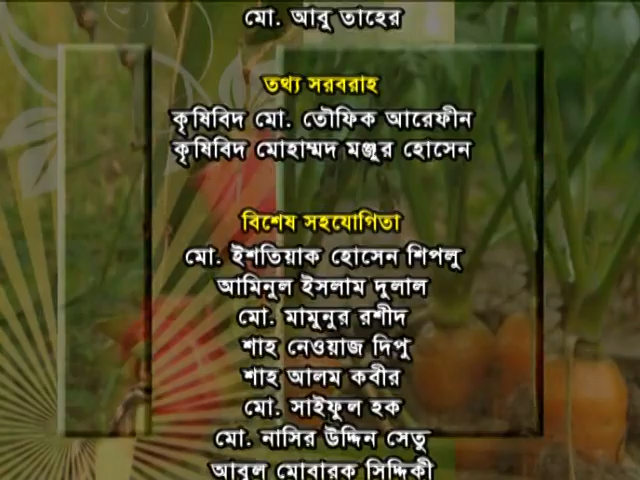 মো. আবু তাহের
তথ্য সরবরাহ
কৃষিবিদ মো. তৌফিক আরেফীন
কৃষিবিদ মোহাম্মদ মঞ্জুর হোসেন
বিশেষ সহযোগিতা
মো. ইশতিয়াক হোসেন শিপলু
আমিনুল ইসলাম দুলাল
মো. মামুনুর রশীদ
শাহ নেওয়াজ দিপু
শাহ আলম কবীর
মো. সাইফুল হক
মো. নাসির উদ্দিন সেতু
আবুল মোবারক সিদ্দিকী